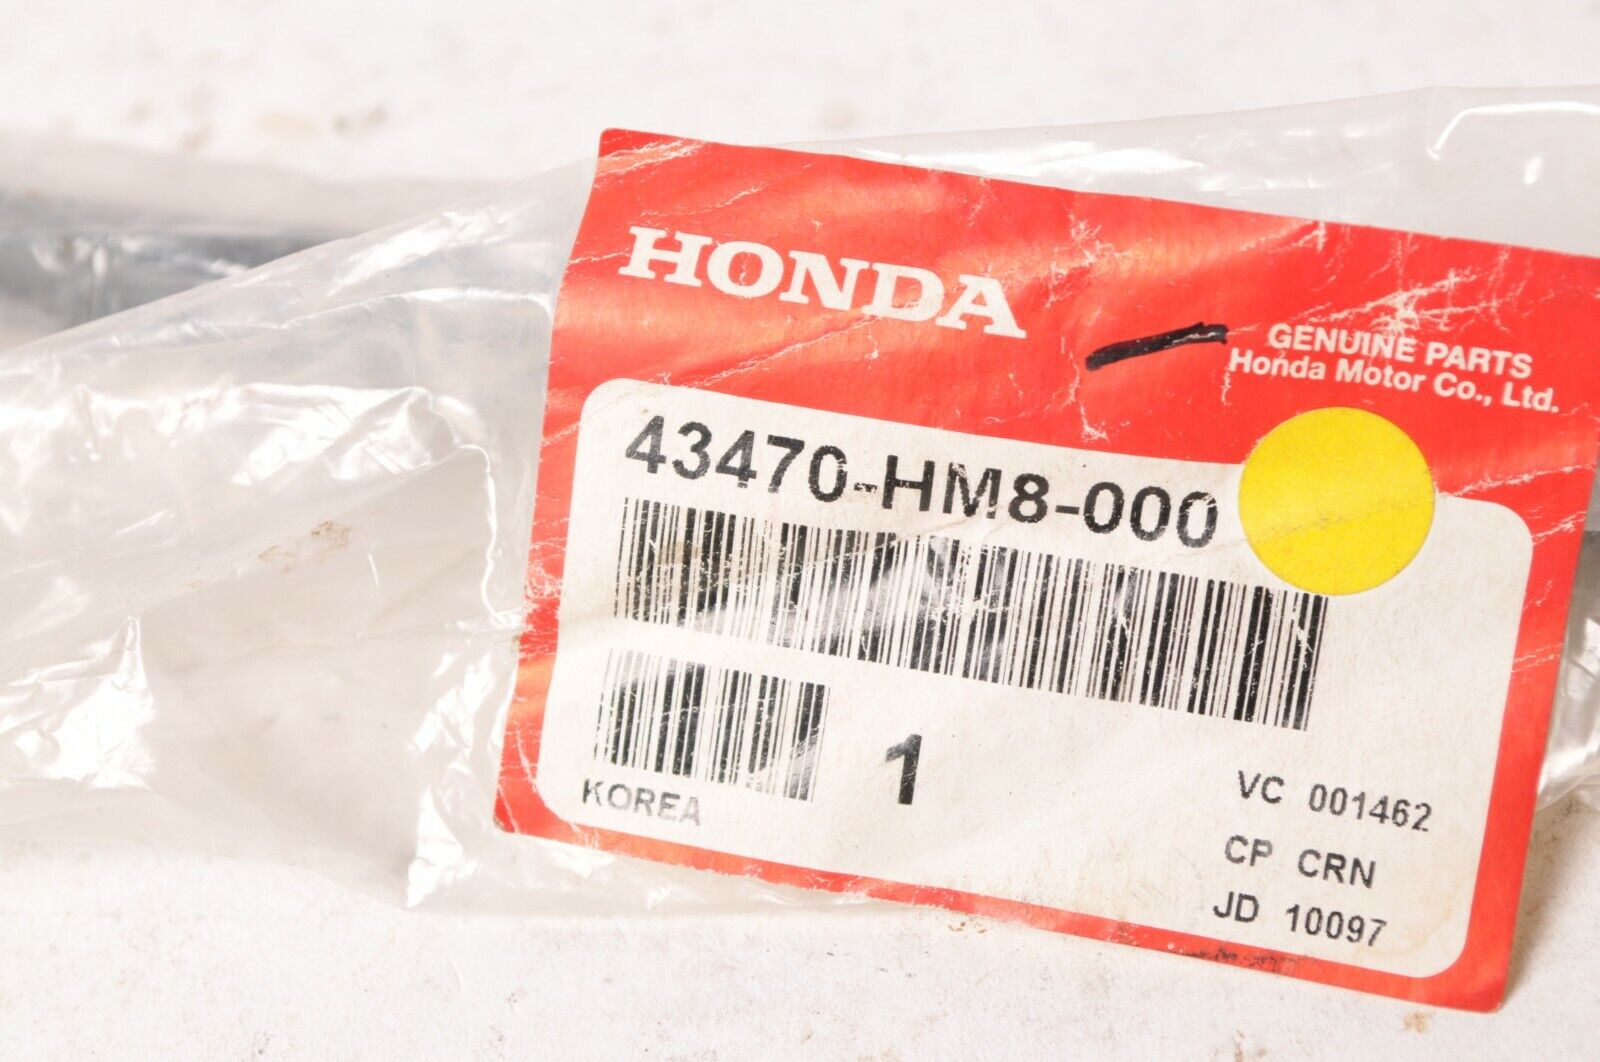 HONDA
GENUINE PARTS
Honda Motor Co., Ltd.
43470-HM8-000
1
KOREA
VC 001462
CP CRN
JD 10097